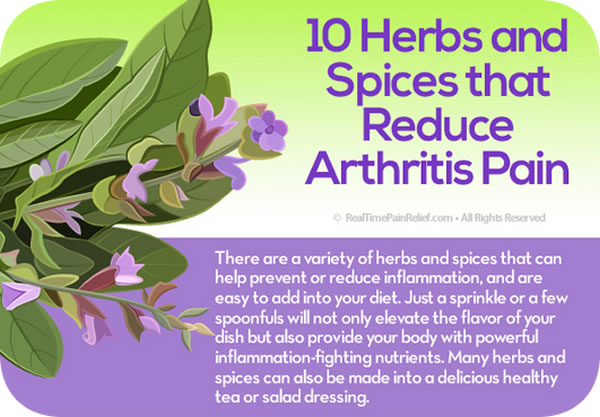 10 Herbs and
Spices that
Reduce
Arthritis Pain
© RealTimePainRelief.com • All Rights Reserved
There are a variety of herbs and spices that can
help prevent or reduce inflammation, and are
easy to add into your diet. Just a sprinkle or a few
spoonfuls will not only elevate the flavor of your
dish but also provide your body with powerful
inflammation-fighting nutrients. Many herbs and
spices can also be made into a delicious healthy
tea or salad dressing.